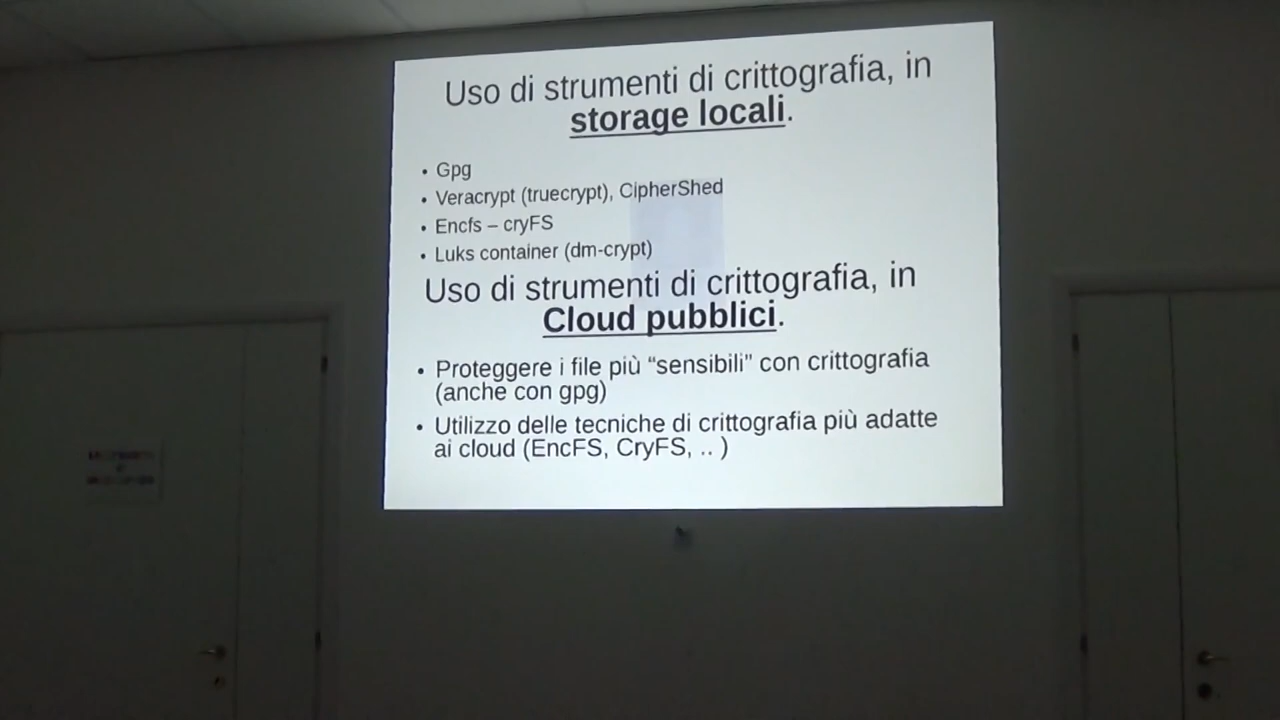 Uso di strumenti di crittografia, in
storage locali.
• Gpg
• Veracrypt (truecrypt), CipherShed
• Encfs – cryFS
• Luks container (dm-crypt)
Uso di strumenti di crittografia, in
Cloud pubblici.
• Proteggere i file più “sensibili” con crittografia
(anche con gpg)
• Utilizzo delle tecniche di crittografia più adatte
ai cloud (EncFS, CryFS, .. )